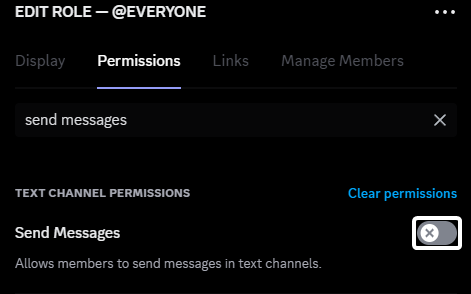 EDIT ROLE — @EVERYONE
Display Permissions Links Manage Members
send messages
TEXT CHANNEL PERMISSIONS Clear permissions
Send Messages
Allows members to send messages in text channels.